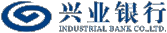 兴业银行
INDUSTRIAL BANK CO.,LTD.